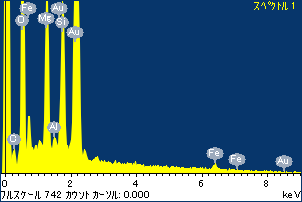 スペクトル 1
Fe Au
O Mg Si
Au
O Al
Fe Fe Au
0 2 4 6 8
フルスケール 742 カウント カーソル: 0.000 keV